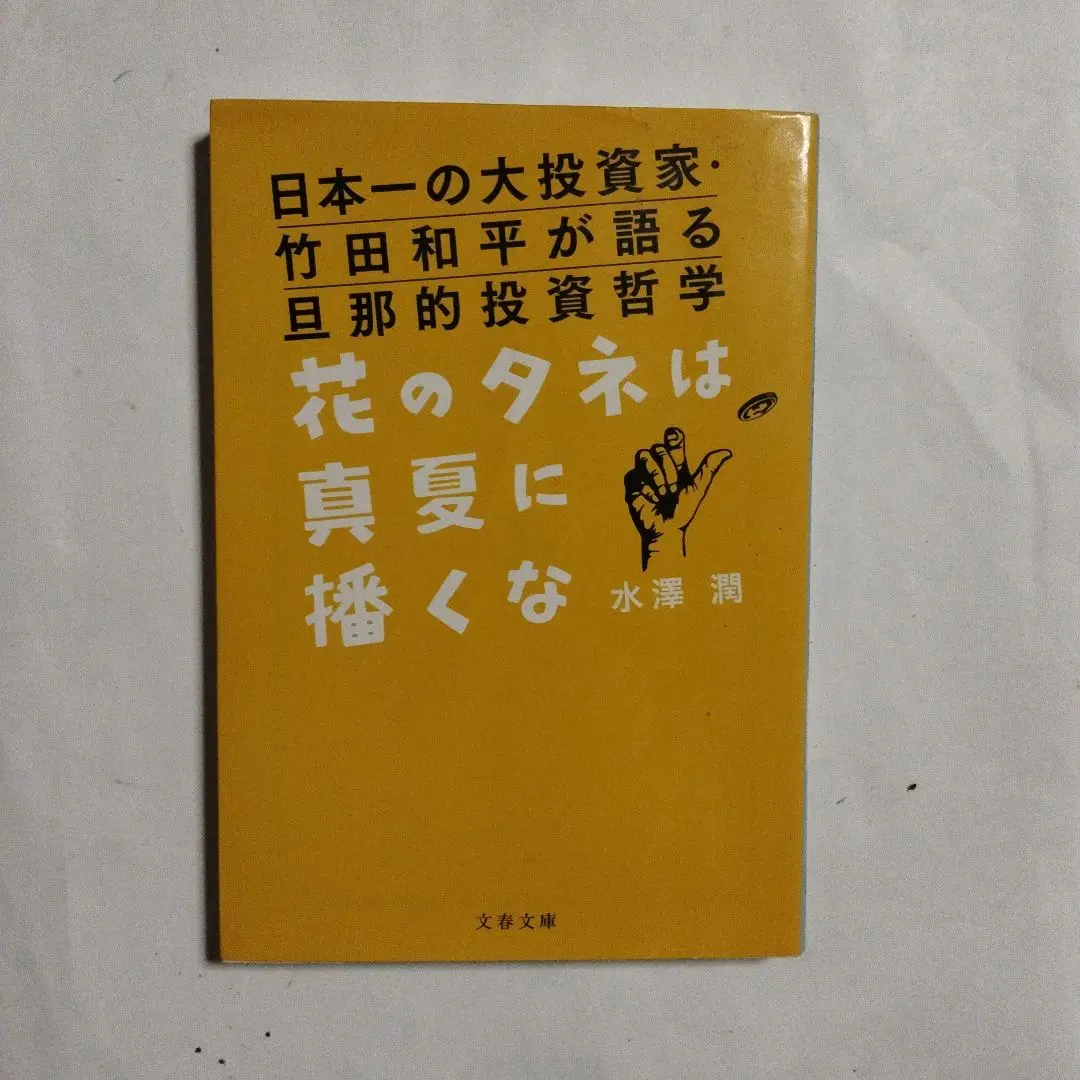 日本一の大投資家・
竹田和平が語る
旦那的投資哲学
花のタネは
真夏に
播くな
水澤 潤
文春文庫